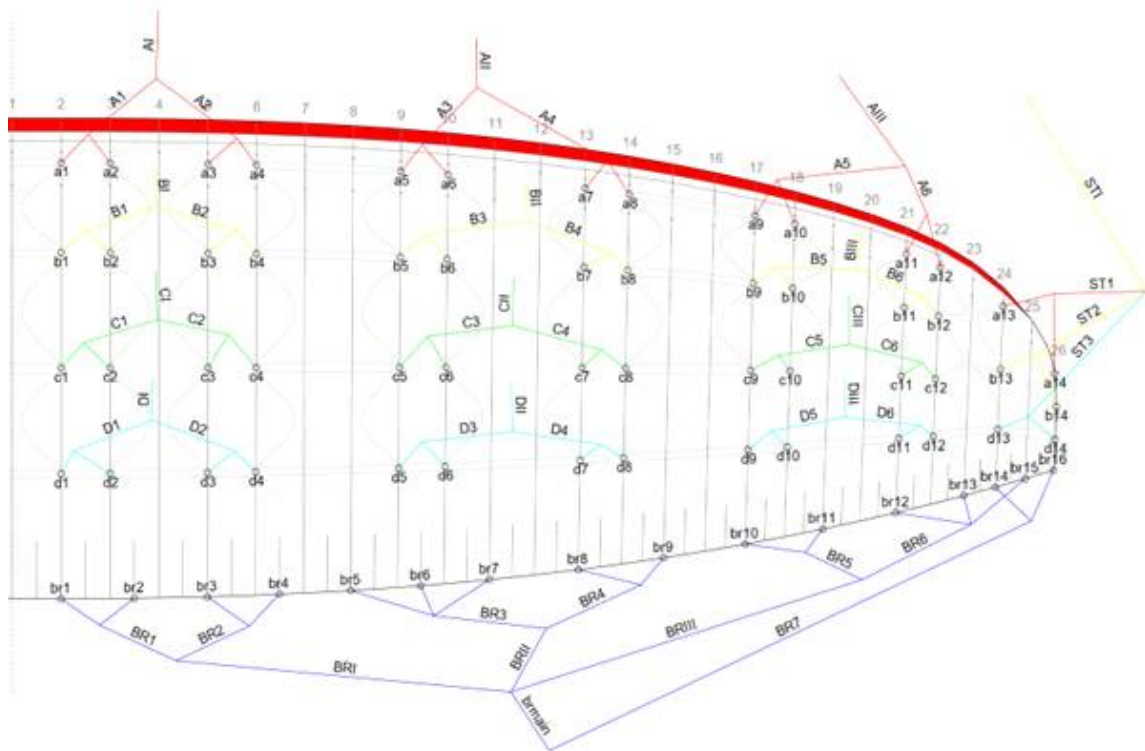 AI
AII
AIII
STI
A1
A2
A3
A4
A5
A6
1
2
3
4
5
6
7
8
9
10
11
12
13
14
15
16
17
18
19
20
21
22
23
24
25
26
a1
a2
a3
a4
a5
a6
a7
a8
a9
a10
a11
a12
a13
a14
ST1
ST2
ST3
BI
BII
BIII
B1
B2
B3
B4
B5
B6
b1
b2
b3
b4
b5
b6
b7
b8
b9
b10
b11
b12
b13
b14
CI
CII
CIII
C1
C2
C3
C4
C5
C6
c1
c2
c3
c4
c5
c6
c7
c8
c9
c10
c11
c12
DI
DII
DIII
D1
D2
D3
D4
D5
D6
d1
d2
d3
d4
d5
d6
d7
d8
d9
d10
d11
d12
d13
d14
br1
br2
br3
br4
br5
br6
br7
br8
br9
br10
br11
br12
br13
br14
br15
br16
BR1
BR2
BR3
BR4
BR5
BR6
BRI
BRII
BRIII
BR7
brmain